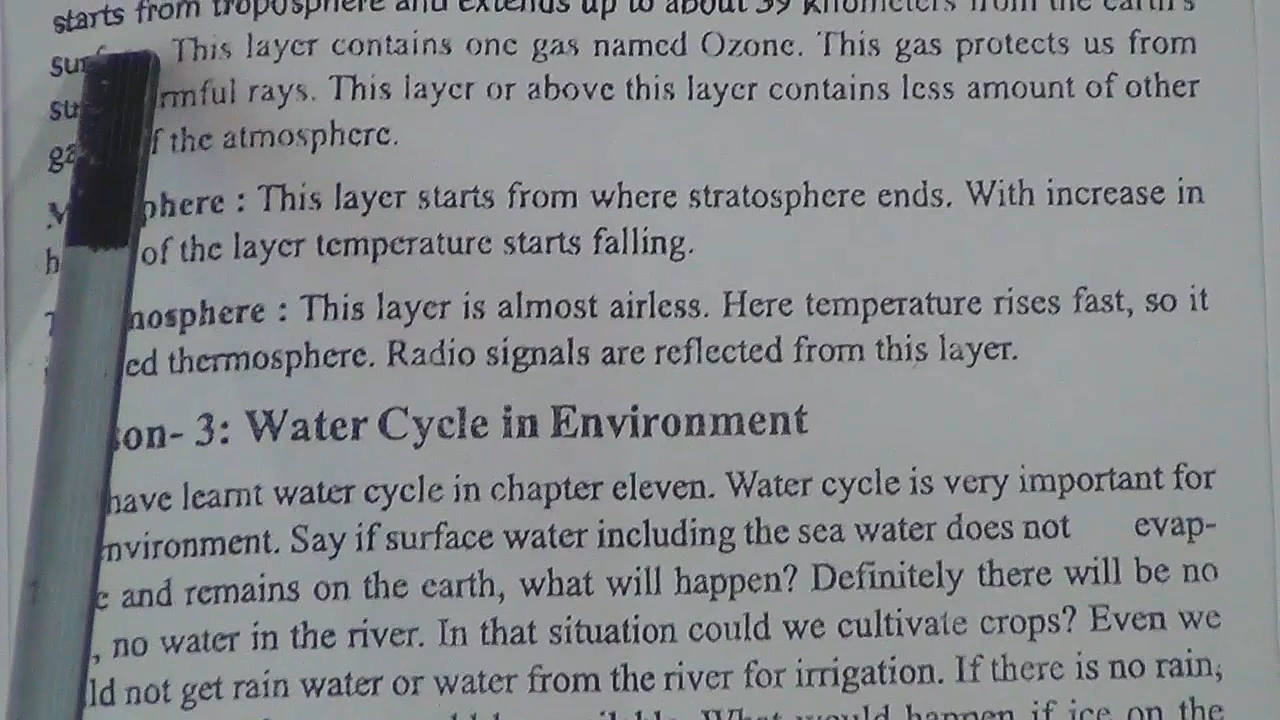 starts from troposphere and extends up to about 39 kilometers from the earth's
This layer contains one gas named Ozone. This gas protects us from
rmful rays. This layer or above this layer contains less amount of other
f the atmosphere.
phere : This layer starts from where stratosphere ends. With increase in
of the layer temperature starts falling.
nosphere : This layer is almost airless. Here temperature rises fast, so it
ed thermosphere. Radio signals are reflected from this layer.
son- 3: Water Cycle in Environment
have learnt water cycle in chapter eleven. Water cycle is very important for
nvironment. Say if surface water including the sea water does not evap-
e and remains on the earth, what will happen? Definitely there will be no
, no water in the river. In that situation could we cultivate crops? Even we
ld not get rain water or water from the river for irrigation. If there is no rain,
What would happen if ice on the